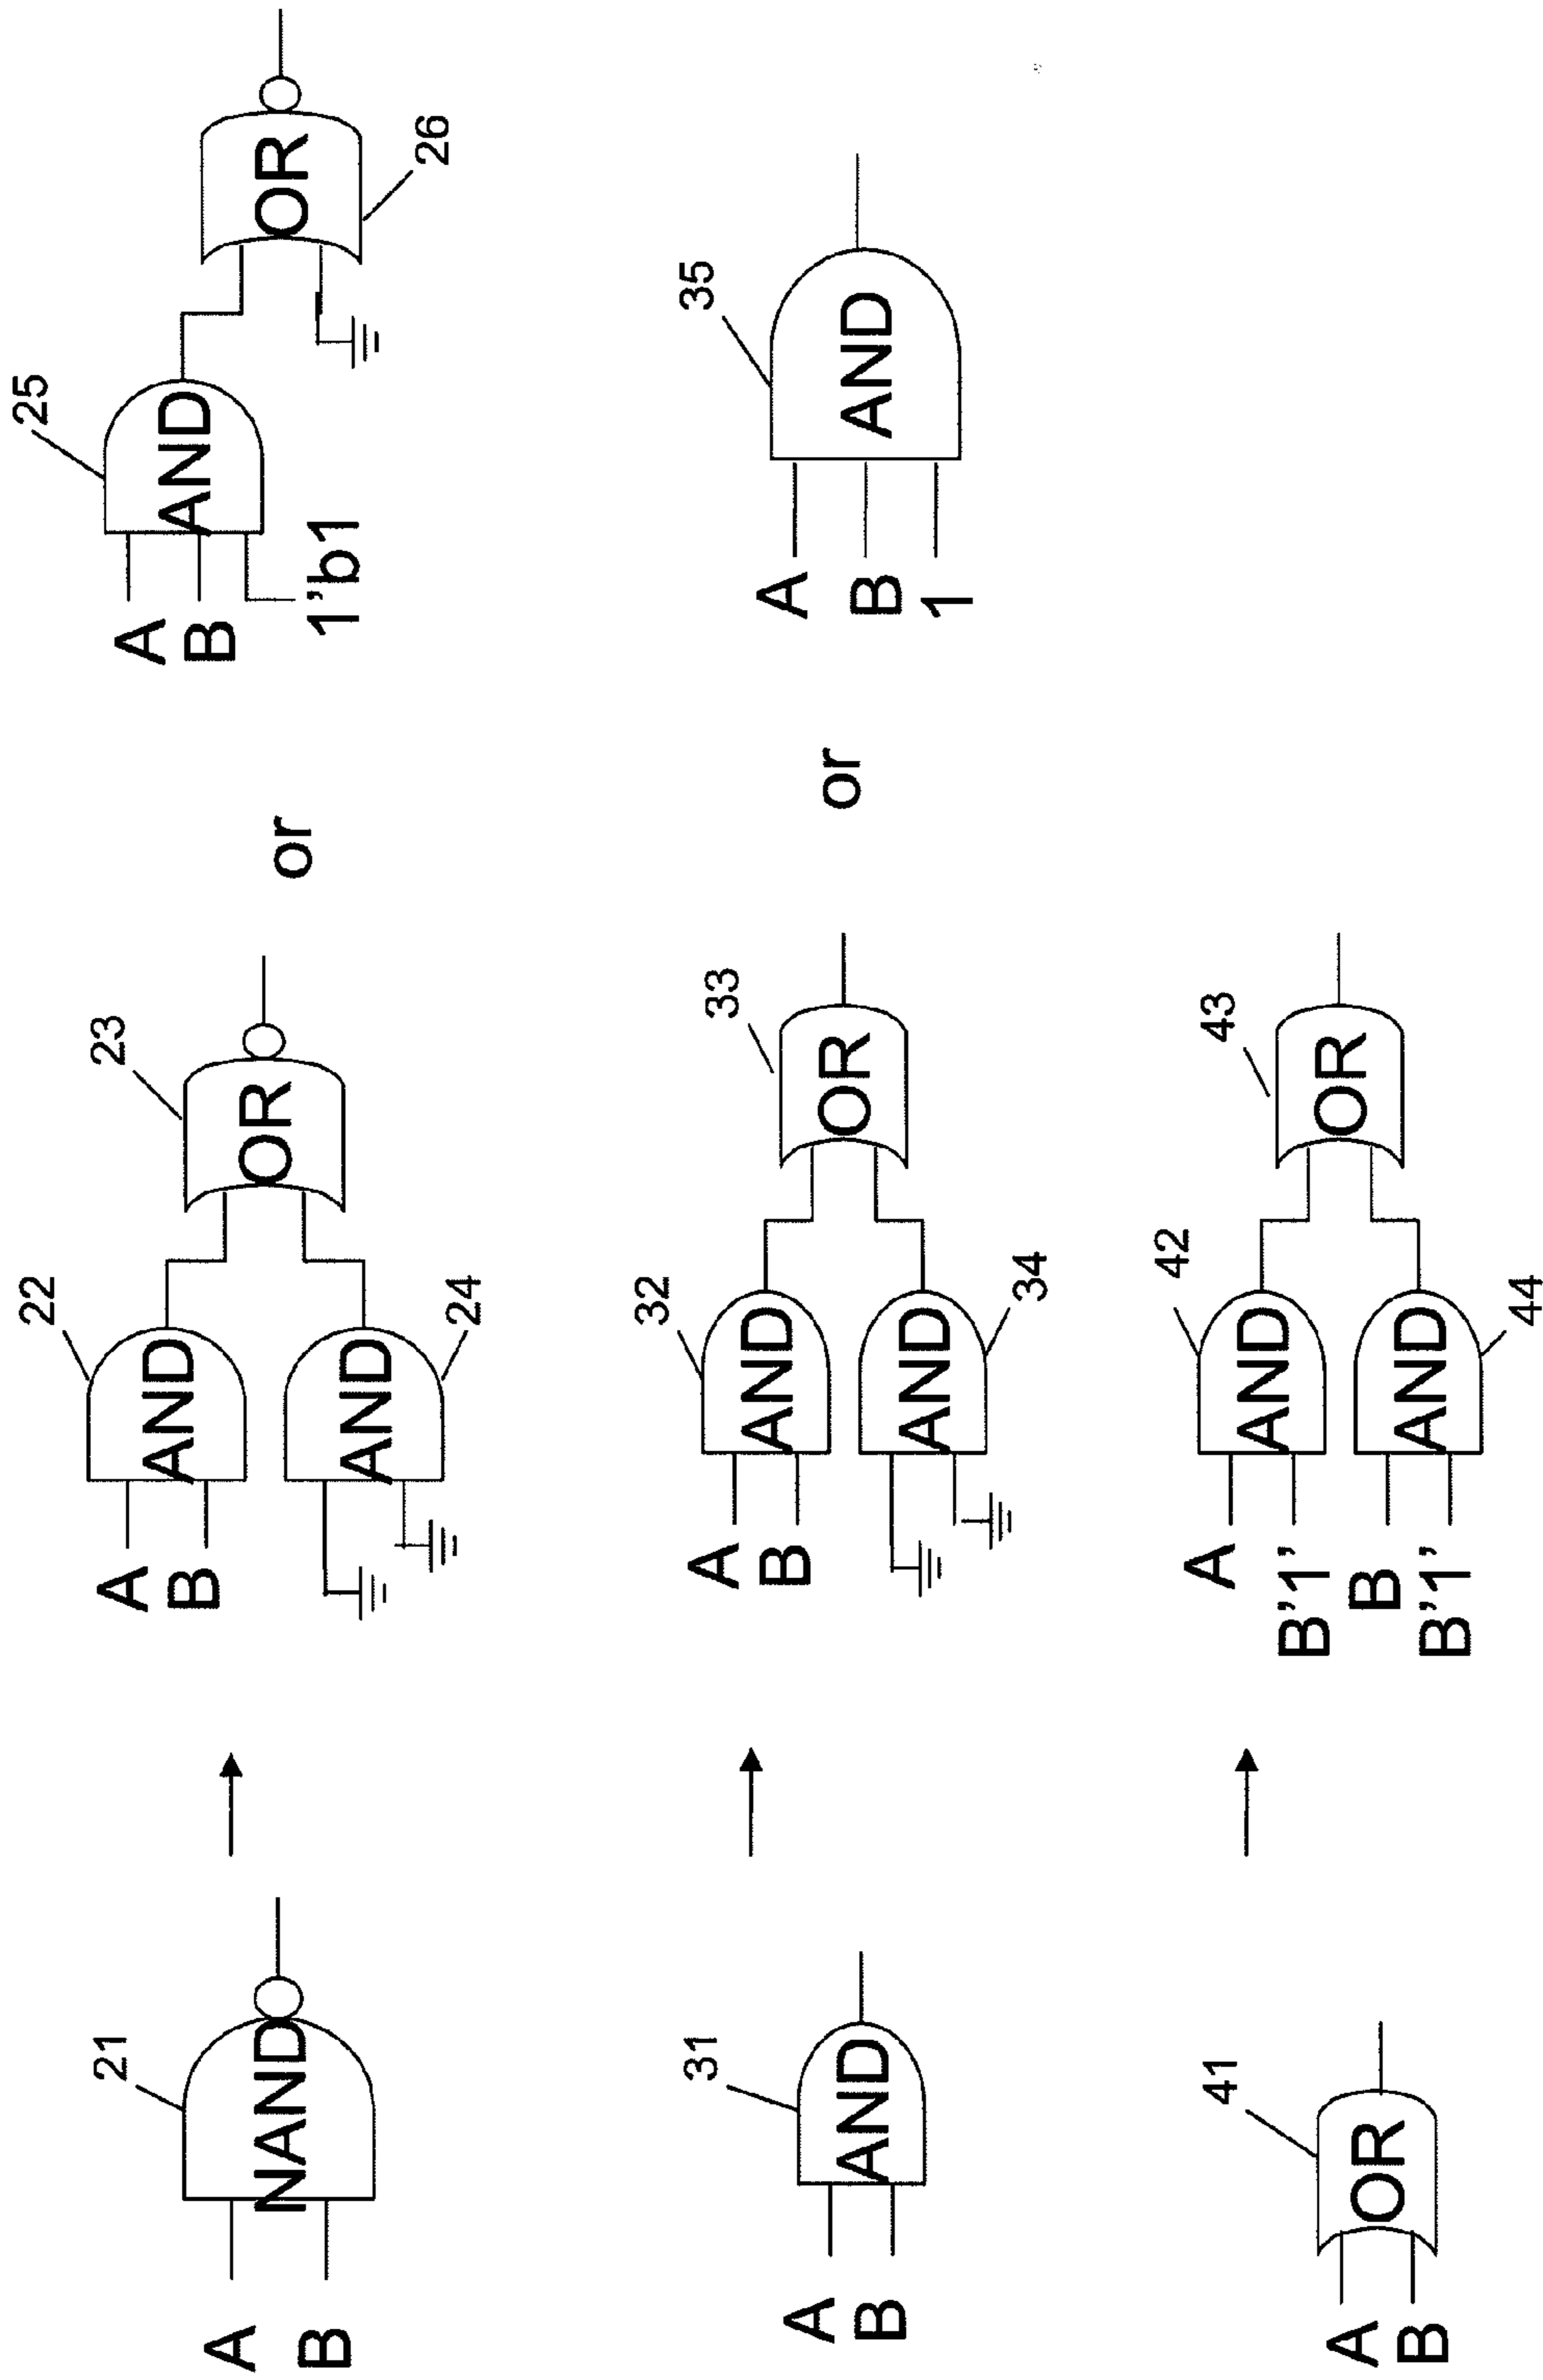 21
A
NAND
B
22
A
AND
B
23
OR
AND
24
or
25
A
AND
B
1'b1
OR
26
31
A
AND
B
32
A
AND
B
33
OR
AND
34
or
35
A
AND
B
1
41
A
OR
B
42
A
AND
B'1'
43
OR
B
AND
B'1'
44